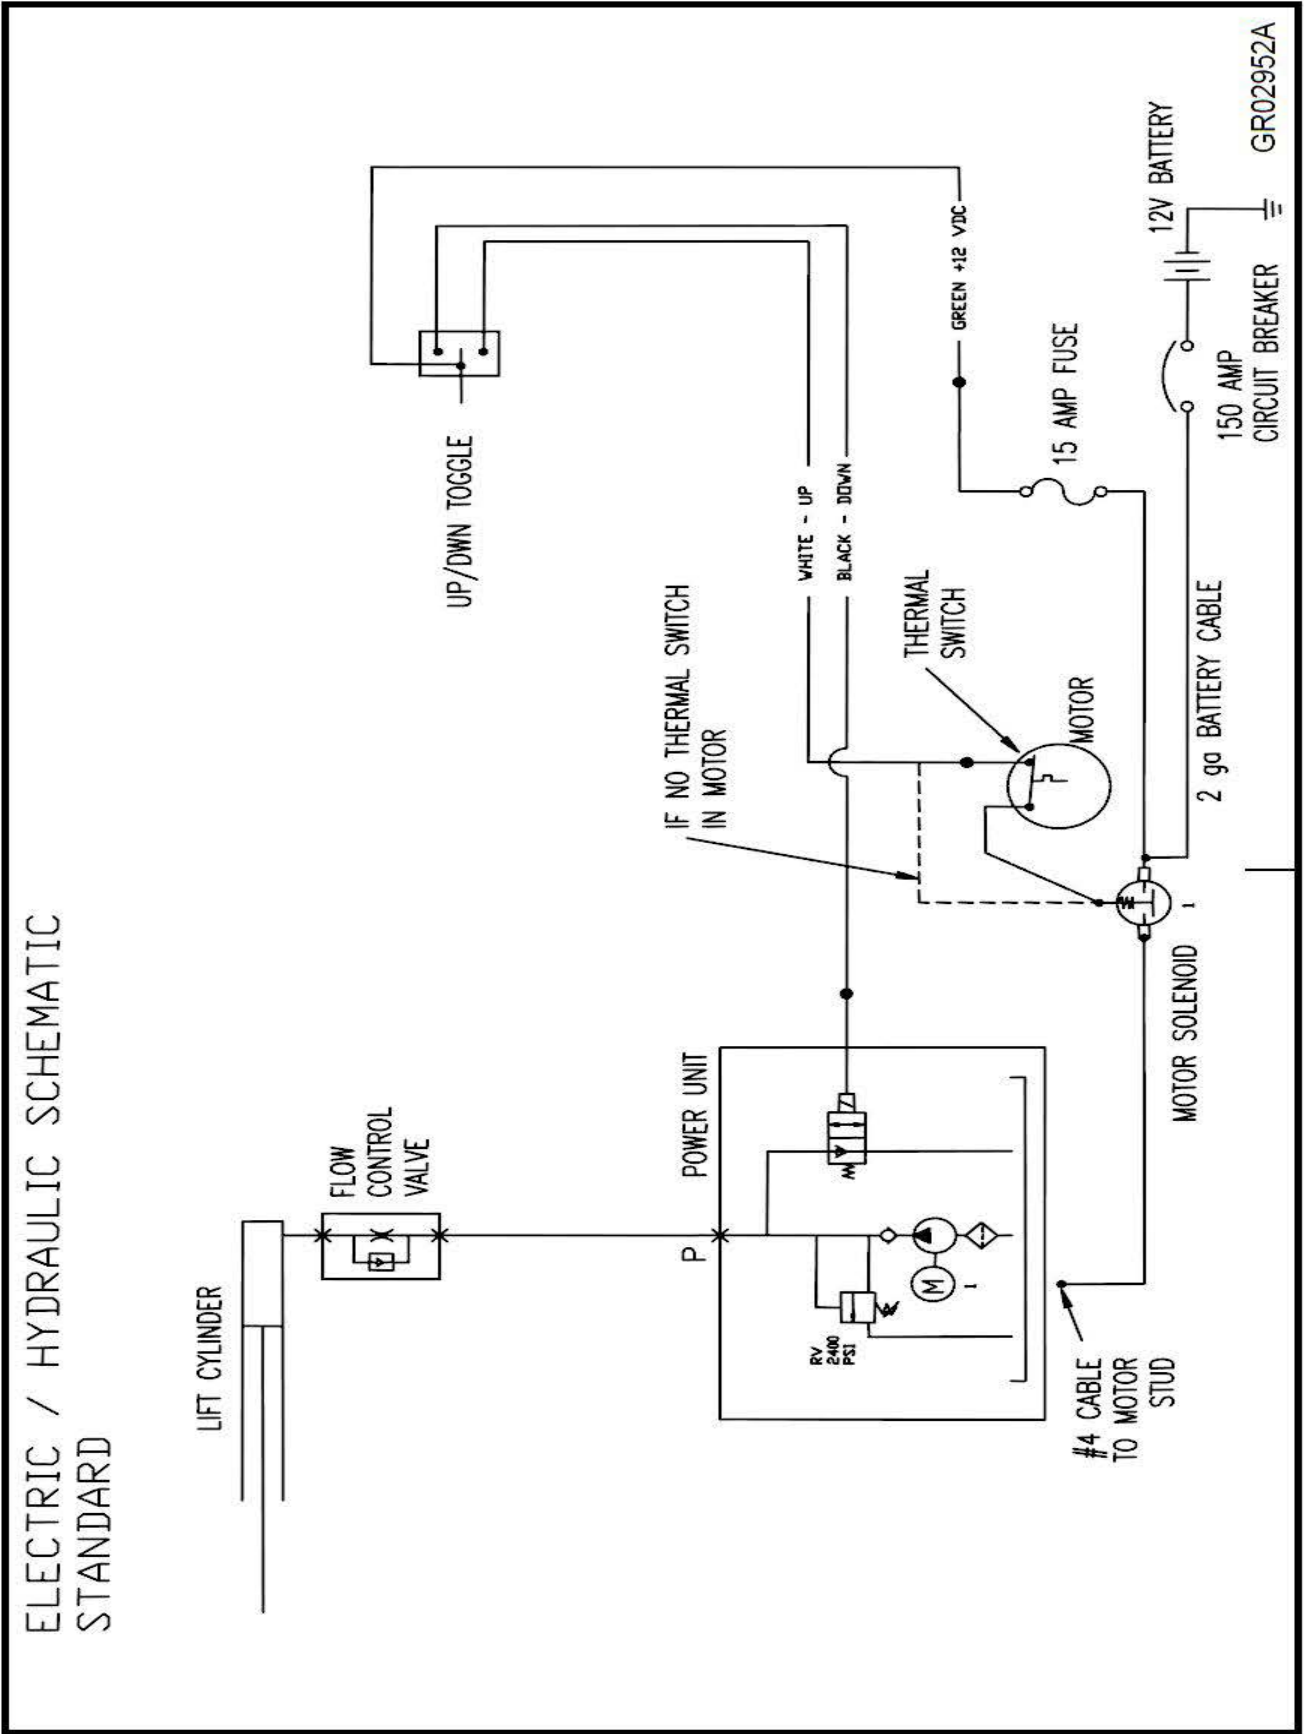 ELECTRIC / HYDRAULIC SCHEMATIC
STANDARD
LIFT CYLINDER
FLOW
CONTROL
VALVE
UP/DWN TOGGLE
IF NO THERMAL SWITCH
IN MOTOR
POWER UNIT
P
WHITE - UP
BLACK - DOWN
RV
2400
PSI
M
1
THERMAL
SWITCH
GREEN +12 VDC
MOTOR
15 AMP FUSE
#4 CABLE
TO MOTOR
STUD
MOTOR SOLENOID
1
2 ga BATTERY CABLE
150 AMP
CIRCUIT BREAKER
12V BATTERY
GR02952A